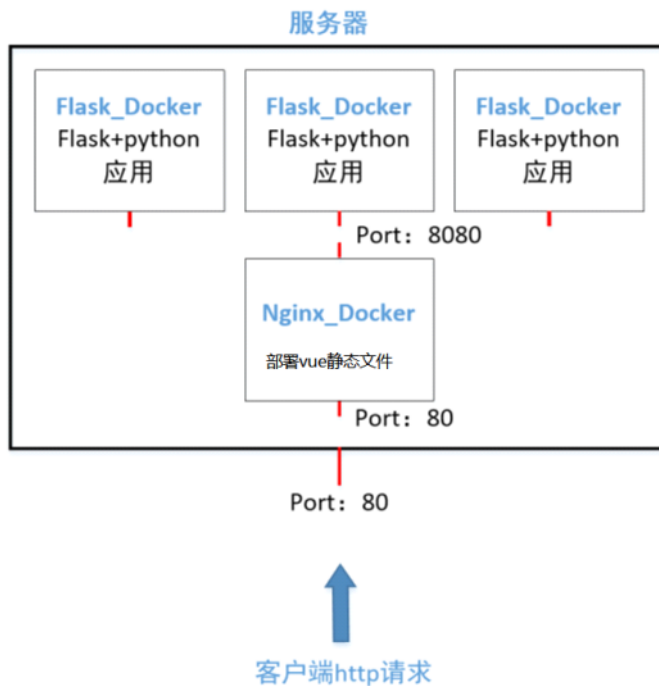 服务器
Flask_Docker
Flask+python
应用
Flask_Docker
Flask+python
应用
Flask_Docker
Flask+python
应用
Port：8080
Nginx_Docker
部署vue静态文件
Port：80
Port：80
客户端http请求